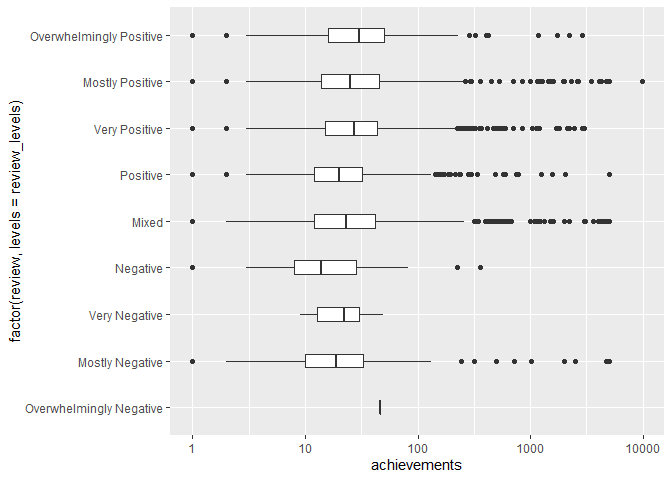 Overwhelmingly Positive
Mostly Positive
Very Positive
Positive
Mixed
Negative
Very Negative
Mostly Negative
Overwhelmingly Negative
factor(review, levels = review_levels)
1 10 100 1000 10000
achievements